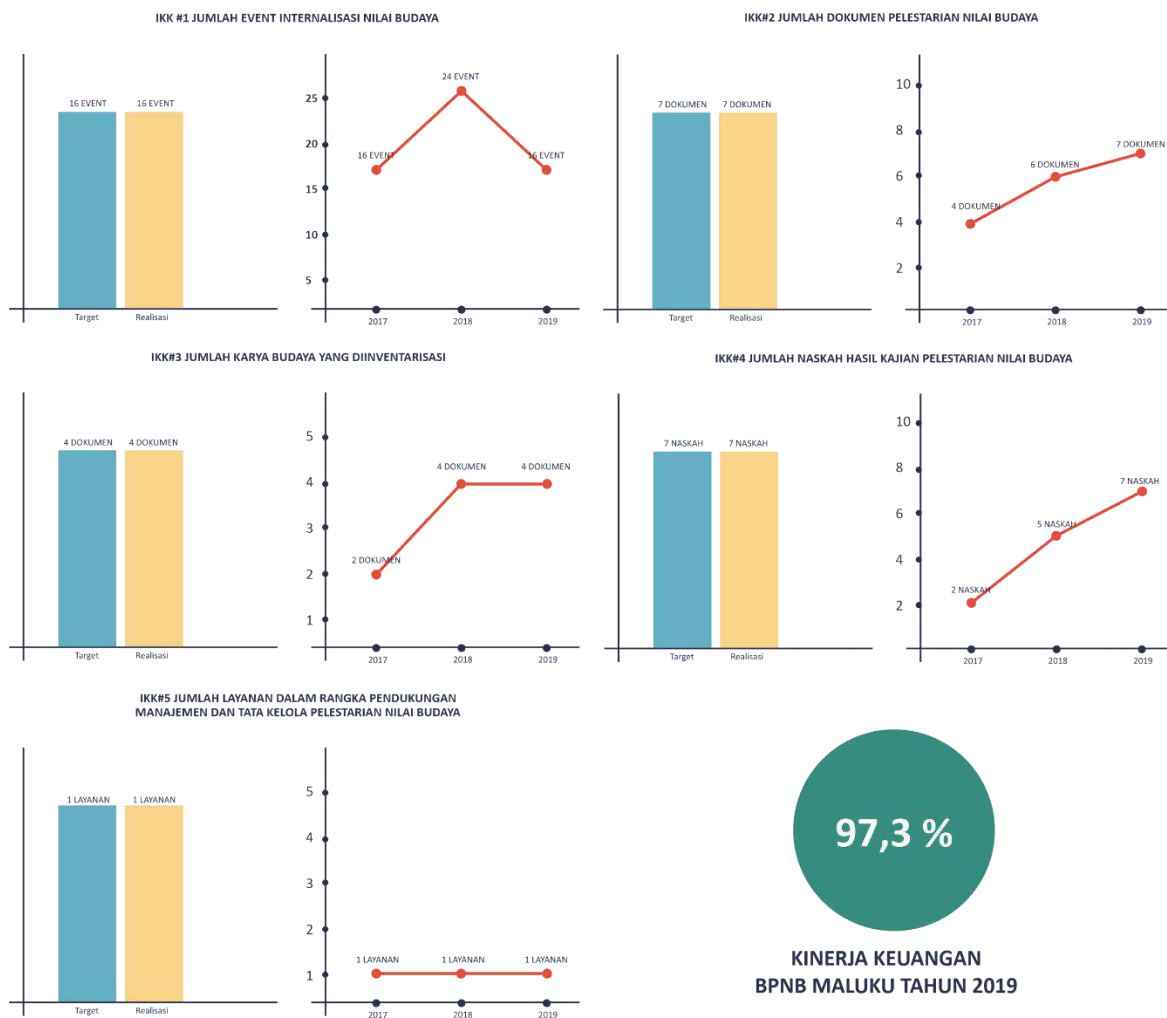 IKK #1 JUMLAH EVENT INTERNALISASI NILAI BUDAYA
16 EVENT 16 EVENT
Target Realisasi
25
20
15
10
5
16 EVENT
24 EVENT
16 EVENT
2017 2018 2019
IKK#2 JUMLAH DOKUMEN PELESTARIAN NILAI BUDAYA
7 DOKUMEN 7 DOKUMEN
Target Realisasi
10
8
6
4
2
4 DOKUMEN
6 DOKUMEN
7 DOKUMEN
2017 2018 2019
IKK#3 JUMLAH KARYA BUDAYA YANG DIINVENTARISASI
4 DOKUMEN 4 DOKUMEN
Target Realisasi
5
4
3
2
1
2 DOKUMEN
4 DOKUMEN
4 DOKUMEN
2017 2018 2019
IKK#4 JUMLAH NASKAH HASIL KAJIAN PELESTARIAN NILAI BUDAYA
7 NASKAH 7 NASKAH
Target Realisasi
10
8
6
4
2
2 NASKAH
5 NASKAH
7 NASKAH
2017 2018 2019
IKK#5 JUMLAH LAYANAN DALAM RANGKA PENDUKUNGAN
MANAJEMEN DAN TATA KELOLA PELESTARIAN NILAI BUDAYA
1 LAYANAN 1 LAYANAN
Target Realisasi
5
4
3
2
1
1 LAYANAN 1 LAYANAN 1 LAYANAN
2017 2018 2019
97,3 %
KINERJA KEUANGAN
BPNB MALUKU TAHUN 2019